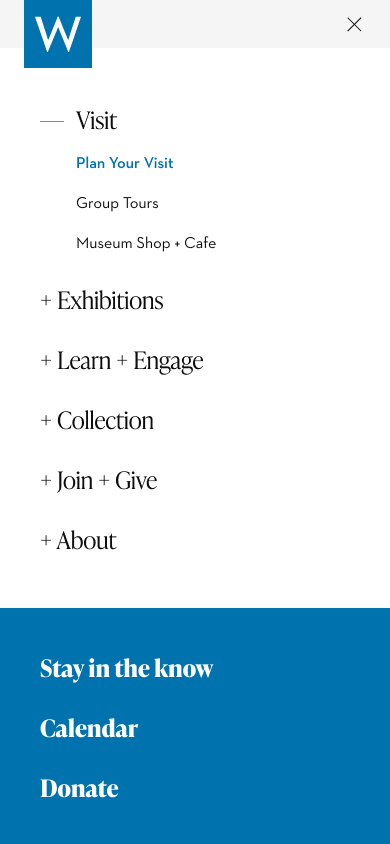 W
Visit
Plan Your Visit
Group Tours
Museum Shop + Cafe
+ Exhibitions
+ Learn + Engage
+ Collection
+ Join + Give
+ About
Stay in the know
Calendar
Donate